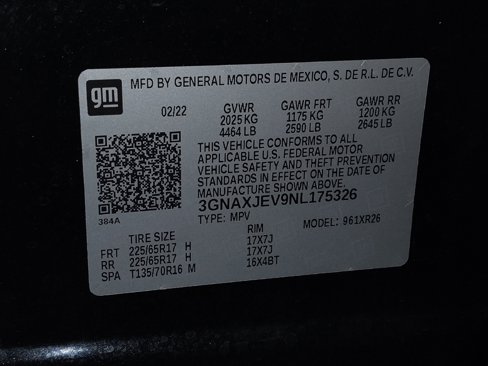 gm
MFD BY GENERAL MOTORS DE MEXICO, S. DE R.L. DE C.V.
02/22 GVWR GAWR FRT GAWR RR
2025 KG 1175 KG 1200 KG
4464 LB 2590 LB 2645 LB
THIS VEHICLE CONFORMS TO ALL
APPLICABLE U.S. FEDERAL MOTOR
VEHICLE SAFETY AND THEFT PREVENTION
STANDARDS IN EFFECT ON THE DATE OF
MANUFACTURE SHOWN ABOVE.
3GNAXJEV9NL175326
384A
TYPE: MPV MODEL: 961XR26
TIRE SIZE RIM
FRT 225/65R17 H 17X7J
RR 225/65R17 H 17X7J
SPA T135/70R16 M 16X4BT